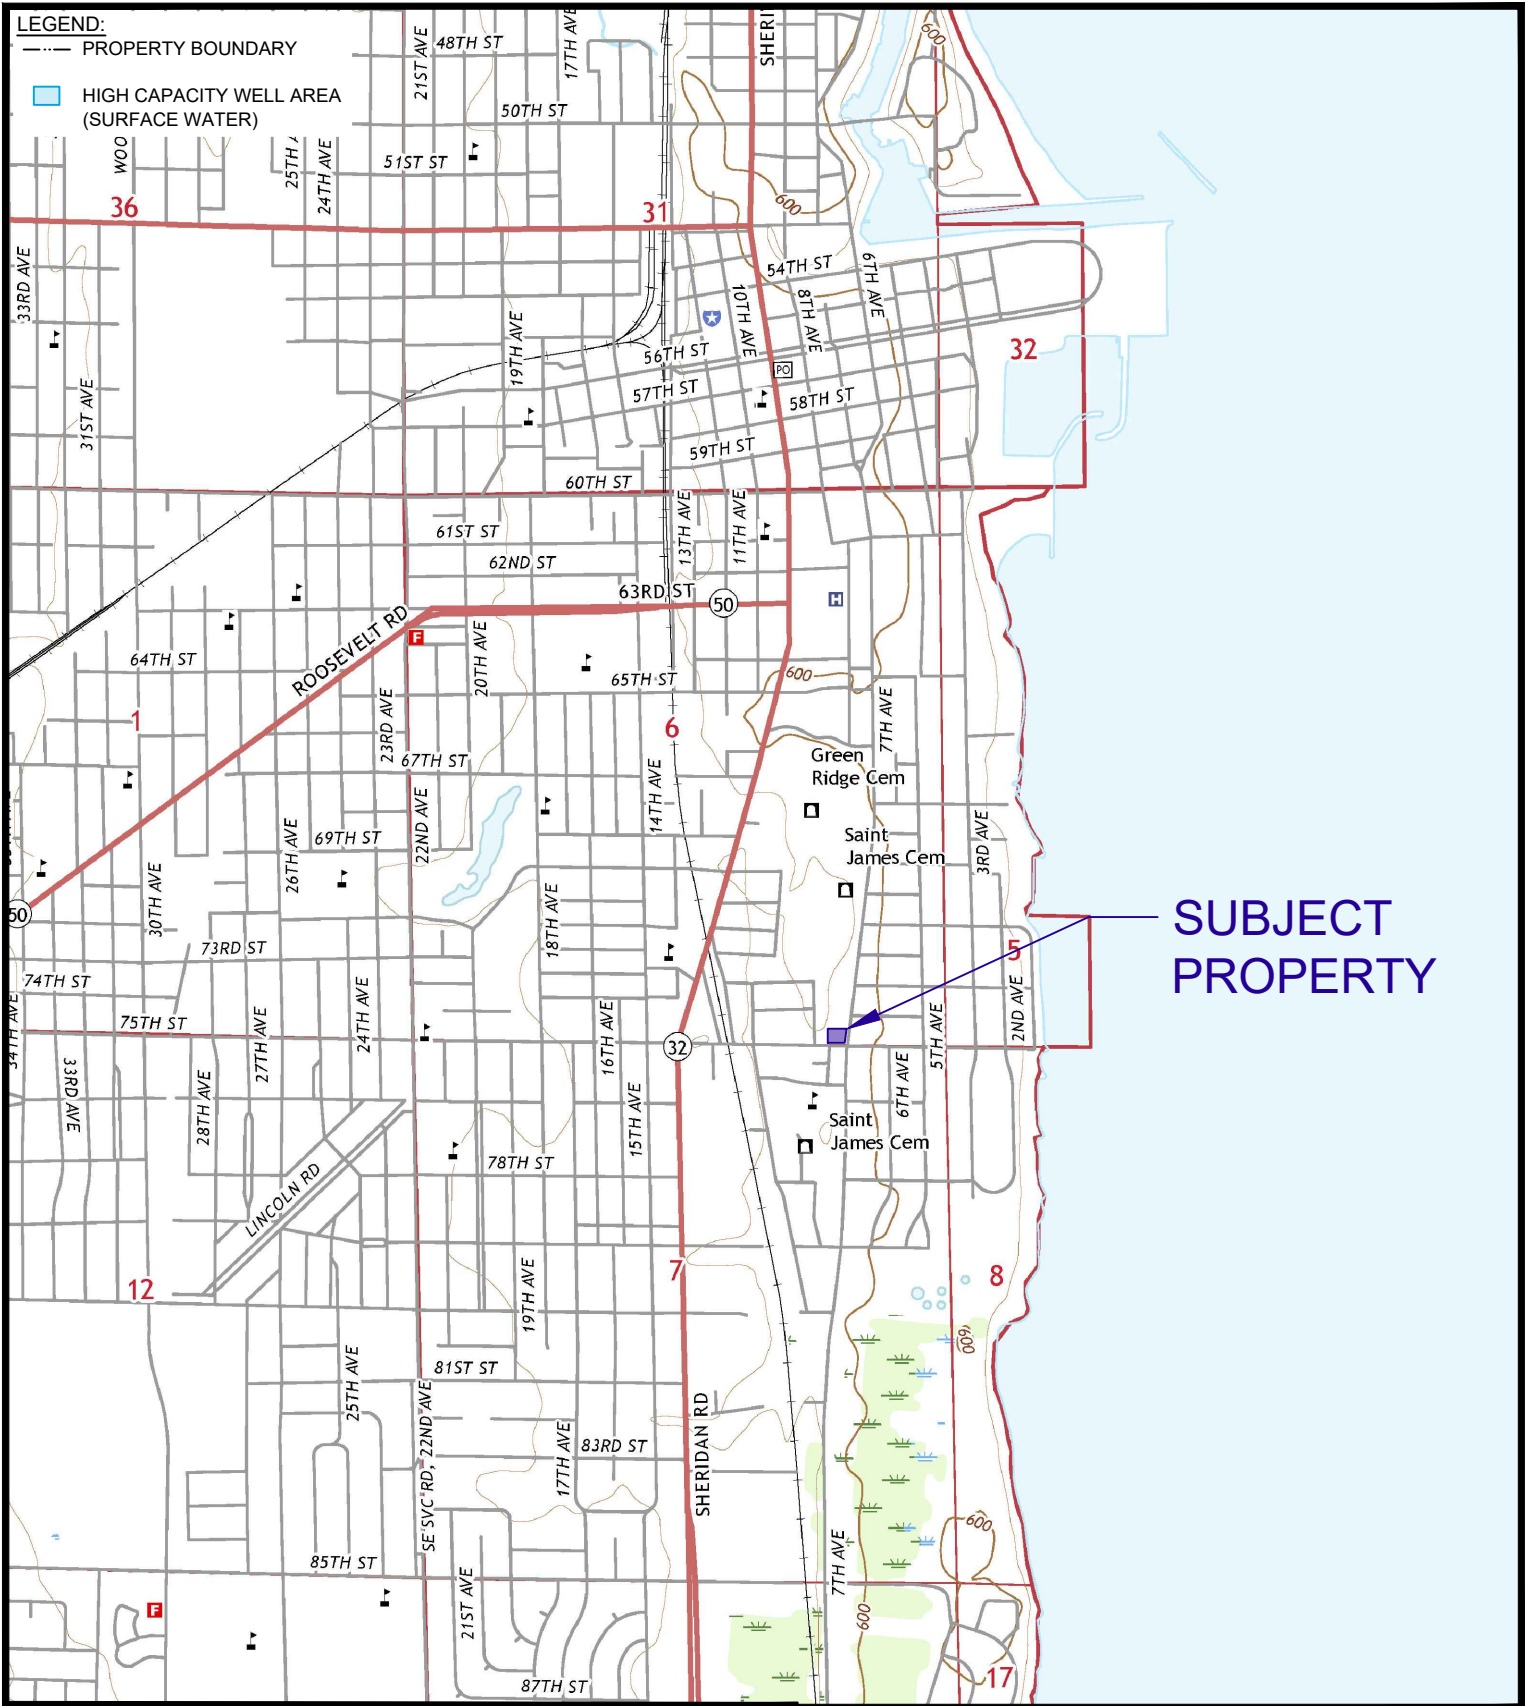 LEGEND:
PROPERTY BOUNDARY
HIGH CAPACITY WELL AREA
(SURFACE WATER)
48TH ST
21ST AVE
17TH AVE
SHERI
600
50TH ST
WOO
25TH A
24TH AVE
51ST ST
36
31
600
33RD AVE
54TH ST
6TH AVE
10TH AVE
8TH AVE
19TH AVE
56TH ST
32
PO
57TH ST
58TH ST
31ST AVE
59TH ST
60TH ST
61ST ST
13TH AVE
11TH AVE
62ND ST
63RD ST
50
H
ROOSEVELT RD
F
64TH ST
20TH AVE
65TH ST
600
1
23RD AVE
6
7TH AVE
67TH ST
Green
Ridge Cem
14TH AVE
22ND AVE
69TH ST
26TH AVE
Saint
James Cem
3RD AVE
50
30TH AVE
18TH AVE
SUBJECT
PROPERTY
73RD ST
5
74TH ST
34TH AVE
75TH ST
27TH AVE
24TH AVE
16TH AVE
5TH AVE
2ND AVE
32
33RD AVE
28TH AVE
15TH AVE
6TH AVE
Saint
James Cem
78TH ST
LINCOLN RD
12
7
8
19TH AVE
600
25TH AVE
81ST ST
SE SVC RD, 22ND AVE
SHERIDAN RD
83RD ST
17TH AVE
600
85TH ST
7TH AVE
21ST AVE
F
600
17
87TH ST